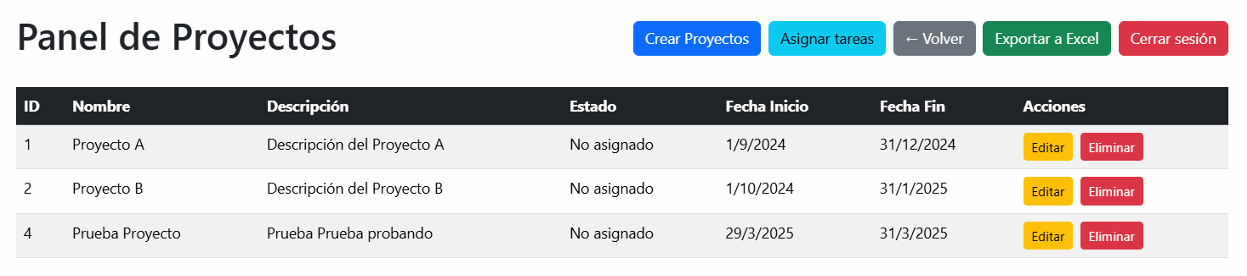 Panel de Proyectos Crear Proyectos Asignar tareas ← Volver Exportar a Excel Cerrar sesión
ID Nombre Descripción Estado Fecha Inicio Fecha Fin Acciones
1 Proyecto A Descripción del Proyecto A No asignado 1/9/2024 31/12/2024 Editar Eliminar
2 Proyecto B Descripción del Proyecto B No asignado 1/10/2024 31/1/2025 Editar Eliminar
4 Prueba Proyecto Prueba Prueba probando No asignado 29/3/2025 31/3/2025 Editar Eliminar